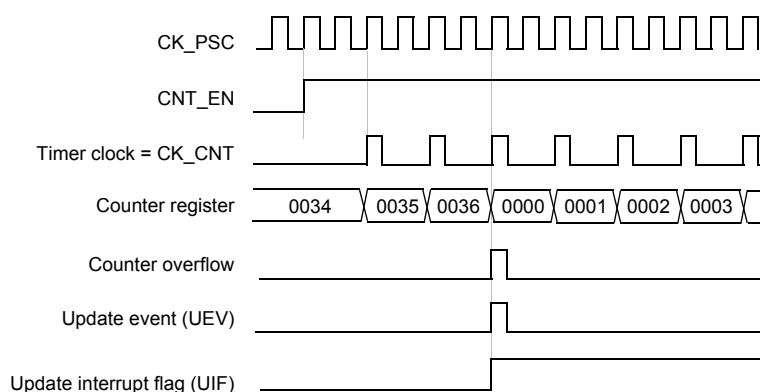 CK_PSC
CNT_EN
Timer clock = CK_CNT
Counter register 0034 0035 0036 0000 0001 0002 0003
Counter overflow
Update event (UEV)
Update interrupt flag (UIF)